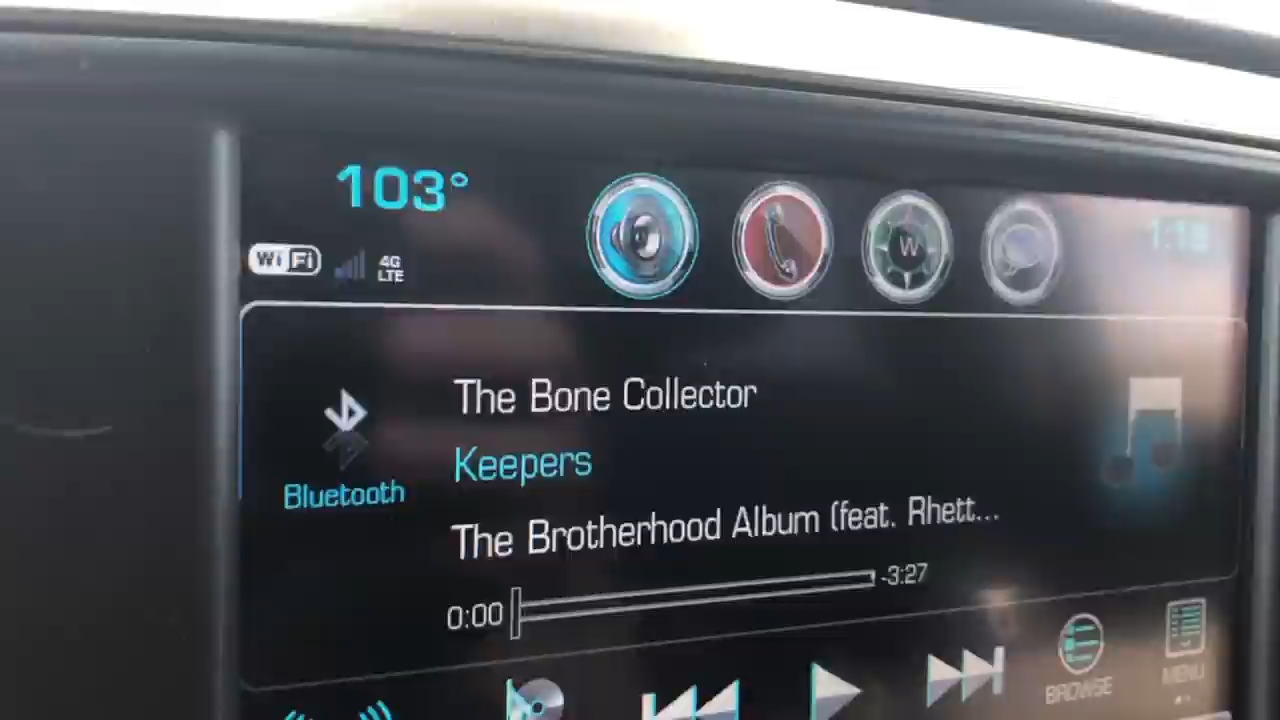 103°
WiFi
4G
LTE
W
The Bone Collector
Bluetooth
Keepers
The Brotherhood Album (feat. Rhett...
0:00
-3:27
BROWSE
MENU